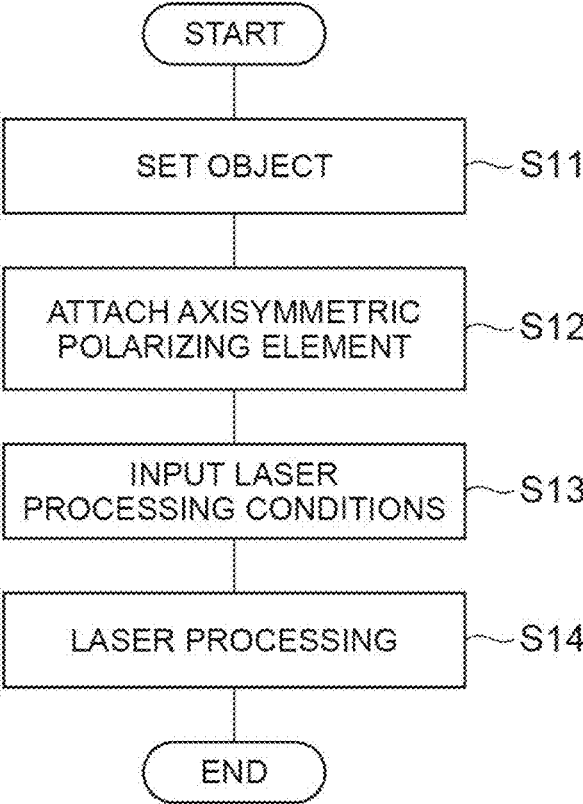 START
SET OBJECT
S11
ATTACH AXISYMMETRIC
POLARIZING ELEMENT
S12
INPUT LASER
PROCESSING CONDITIONS
S13
LASER PROCESSING
S14
END